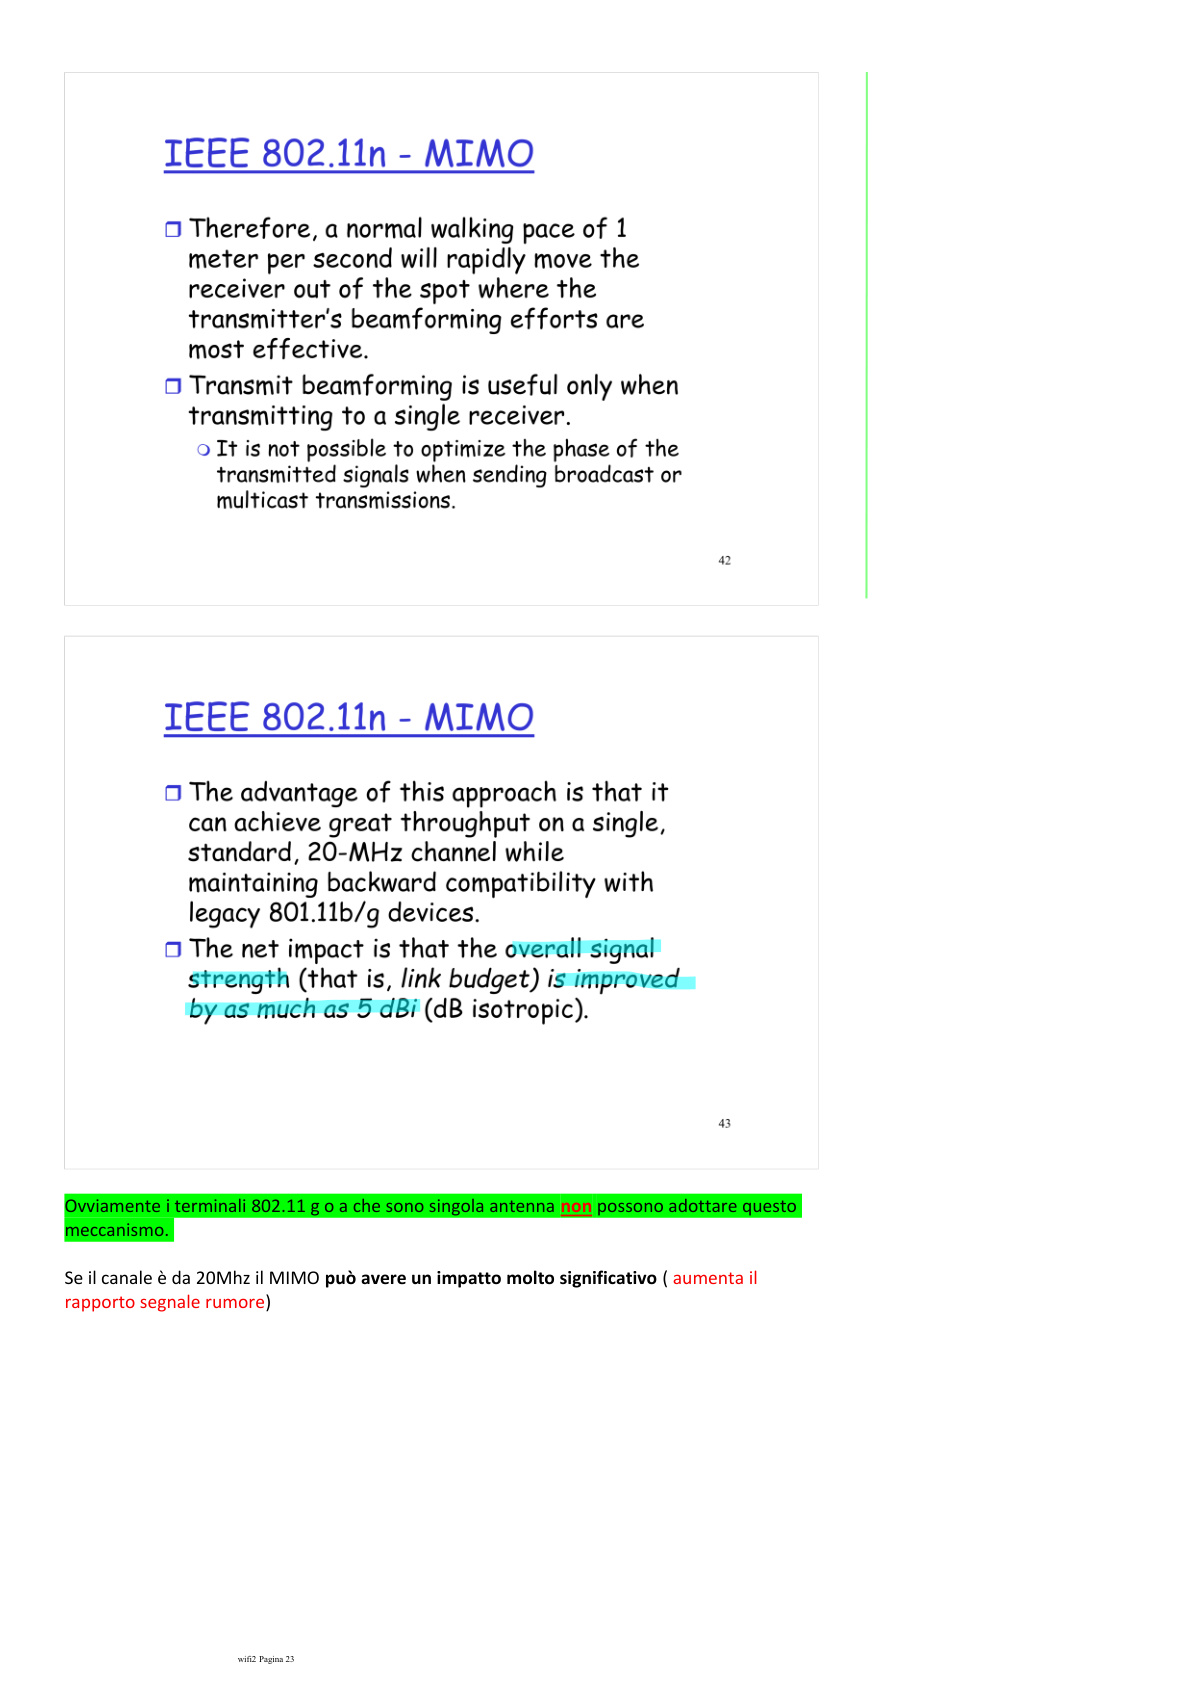 IEEE 802.11n - MIMO
Therefore, a normal walking pace of 1
meter per second will rapidly move the
receiver out of the spot where the
transmitter's beamforming efforts are
most effective.
Transmit beamforming is useful only when
transmitting to a single receiver.
It is not possible to optimize the phase of the
transmitted signals when sending broadcast or
multicast transmissions.
42
IEEE 802.11n - MIMO
The advantage of this approach is that it
can achieve great throughput on a single,
standard, 20-MHz channel while
maintaining backward compatibility with
legacy 801.11b/g devices.
The net impact is that the overall signal
strength (that is, link budget) is improved
by as much as 5 dBi (dB isotropic).
43
Ovviamente i terminali 802.11 g o a che sono singola antenna non possono adottare questo
meccanismo.
Se il canale è da 20Mhz il MIMO può avere un impatto molto significativo ( aumenta il
rapporto segnale rumore)
wifi2 Pagina 23